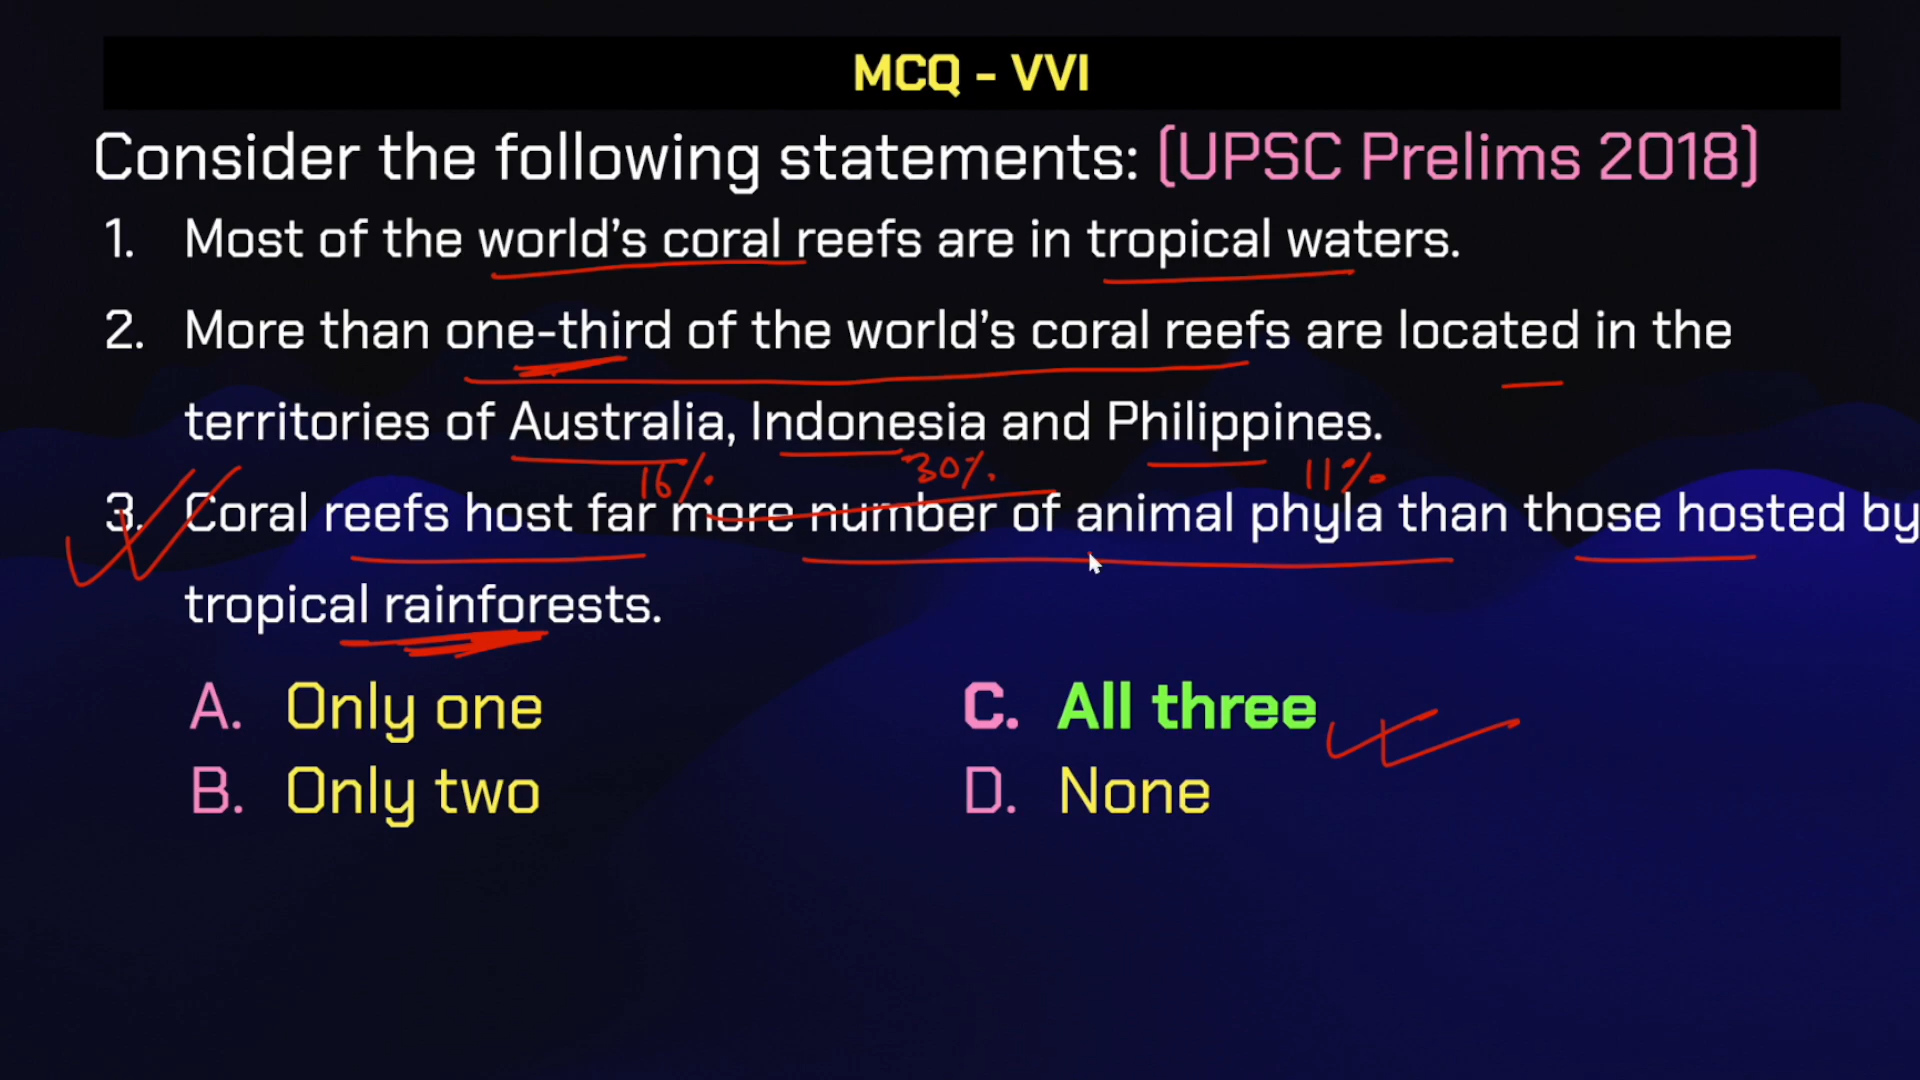 MCQ - VVI
Consider the following statements: (UPSC Prelims 2018)
1. Most of the world's coral reefs are in tropical waters.
2. More than one-third of the world's coral reefs are located in the
territories of Australia, Indonesia and Philippines.
16% 30% 11%
3. Coral reefs host far more number of animal phyla than those hosted by
tropical rainforests.
A. Only one
B. Only two
C. All three
D. None